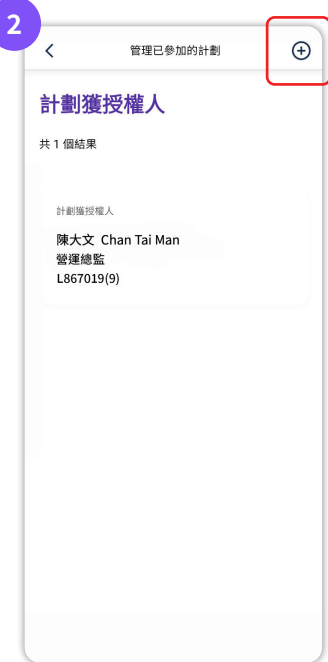 2
管理已參加的計劃
計劃獲授權人
共 1 個結果
計劃獲授權人
陳大文 Chan Tai Man
營運總監
L867019(9)